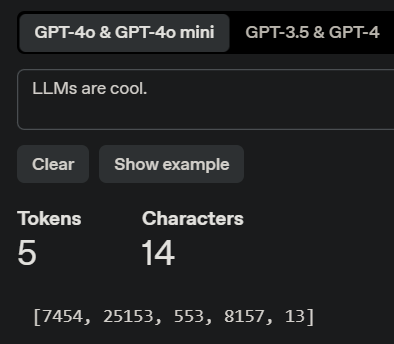 GPT-4o & GPT-4o mini GPT-3.5 & GPT-4
LLMs are cool.
Clear Show example
Tokens Characters
5 14
[7454, 25153, 553, 8157, 13]